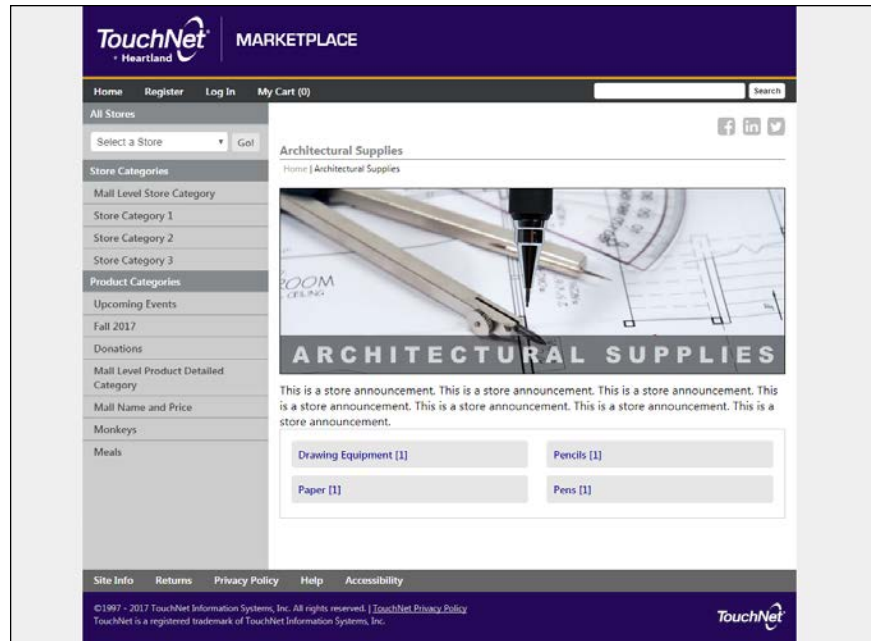 TouchNet
Heartland
MARKETPLACE
Home Register Log In My Cart (0)
Search
All Stores
Select a Store
Go!
Store Categories
Mall Level Store Category
Store Category 1
Store Category 2
Store Category 3
Product Categories
Upcoming Events
Fall 2017
Donations
Mall Level Product Detailed
Category
Mall Name and Price
Monkeys
Meals
f in
Architectural Supplies
Home | Architectural Supplies
ROOM
CEILING
ARCHITECTURAL SUPPLIES
This is a store announcement. This is a store announcement. This is a store announcement. This
is a store announcement. This is a store announcement. This is a store announcement. This is a
store announcement.
Drawing Equipment [1]
Pencils [1]
Paper [1]
Pens [1]
Site Info Returns Privacy Policy Help Accessibility
©1997 - 2017 TouchNet Information Systems, Inc. All rights reserved. | TouchNet Privacy Policy
TouchNet is a registered trademark of TouchNet Information Systems, Inc.
TouchNet